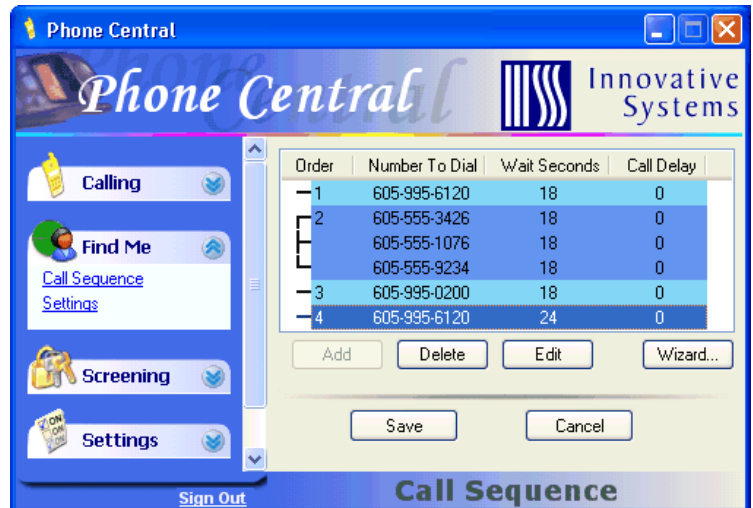 Phone Central
Phone Central
Innovative
Systems
Calling
Find Me
Call Sequence
Settings
Screening
Settings
Sign Out
Order Number To Dial Wait Seconds Call Delay
1 605-995-6120 18 0
2 605-555-3426 18 0
605-555-1076 18 0
605-555-9234 18 0
3 605-995-0200 18 0
4 605-995-6120 24 0
Add Delete Edit Wizard...
Save Cancel
Call Sequence